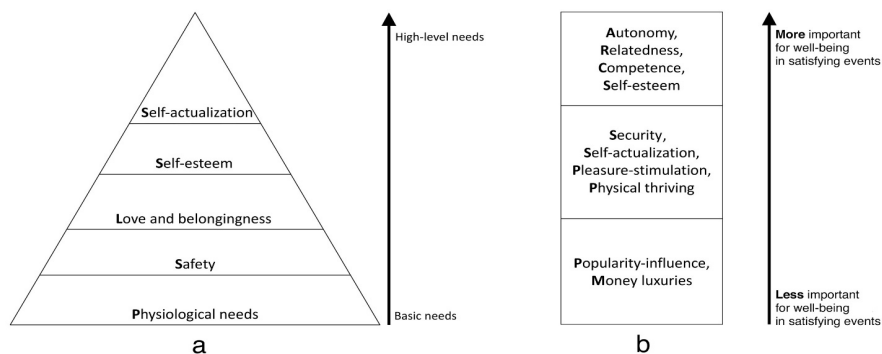 High-level needs
Self-actualization
Self-esteem
Love and belongingness
Safety
Physiological needs
Basic needs
a
Autonomy,
Relatedness,
Competence,
Self-esteem
Security,
Self-actualization,
Pleasure-stimulation,
Physical thriving
Popularity-influence,
Money luxuries
b
More important
for well-being
in satisfying events
Less important
for well-being
in satisfying events